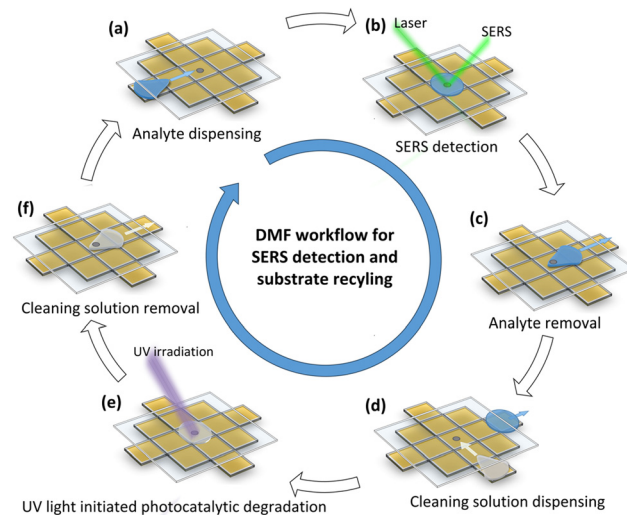 (a)
Analyte dispensing
(b)
Laser
SERS
SERS detection
(c)
Analyte removal
(d)
Cleaning solution dispensing
(e)
UV irradiation
UV light initiated photocatalytic degradation
(f)
Cleaning solution removal
DMF workflow for
SERS detection and
substrate recyling